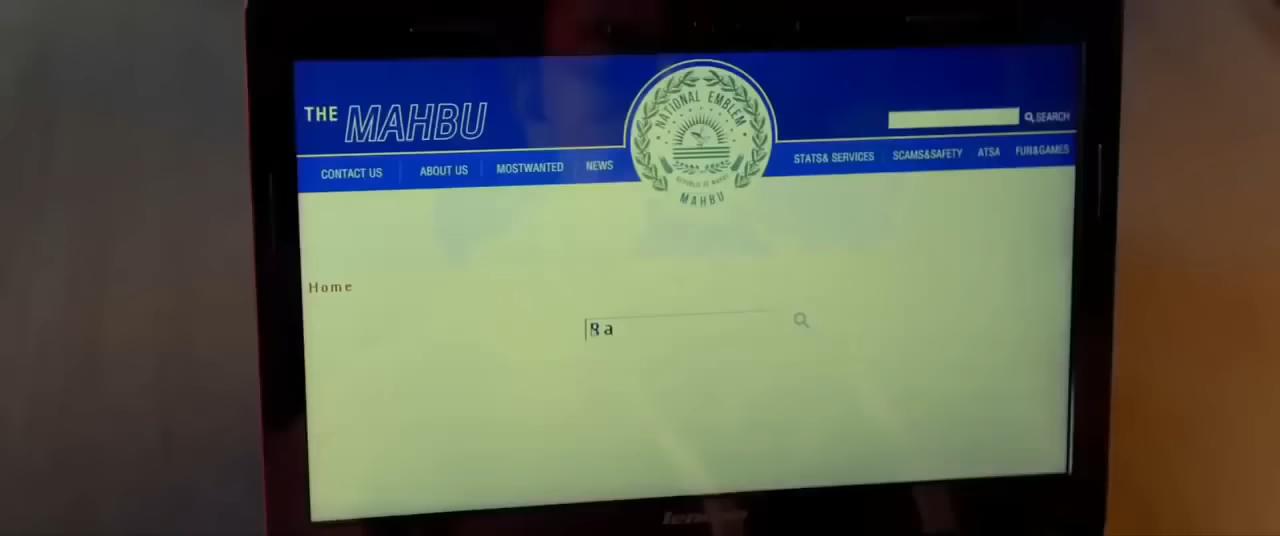 THE MAHBU
SEARCH
CONTACT US
ABOUT US
MOSTWANTED
NEWS
NATIONAL EMBLEM
MAHBU
STATS& SERVICES
SCAMS&SAFETY
ATSA
FUN&GAMES
Home